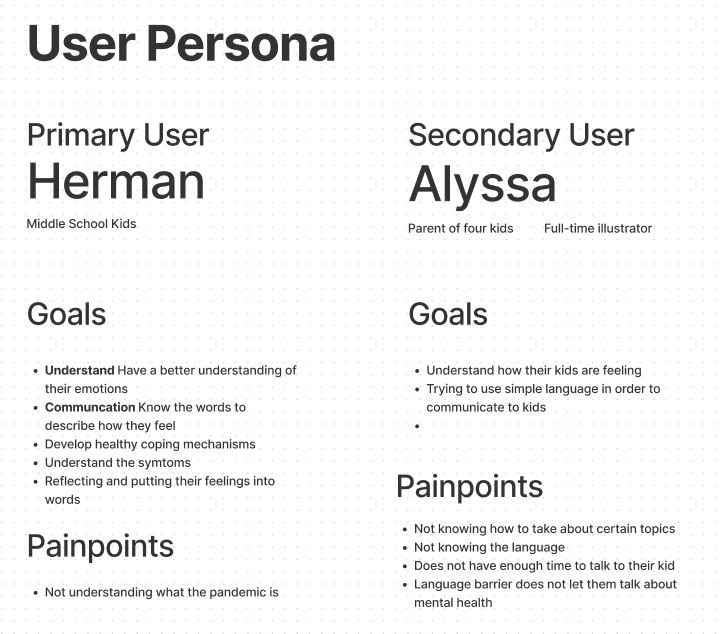 User Persona
Primary User
Herman
Middle School Kids
Goals
• Understand Have a better understanding of
their emotions
• Communcation Know the words to
describe how they feel
• Develop healthy coping mechanisms
• Understand the symtoms
• Reflecting and putting their feelings into
words
Painpoints
• Not understanding what the pandemic is
Secondary User
Alyssa
Parent of four kids Full-time illustrator
Goals
• Understand how their kids are feeling
• Trying to use simple language in order to
communicate to kids
•
Painpoints
• Not knowing how to take about certain topics
• Not knowing the language
• Does not have enough time to talk to their kid
• Language barrier does not let them talk about
mental health